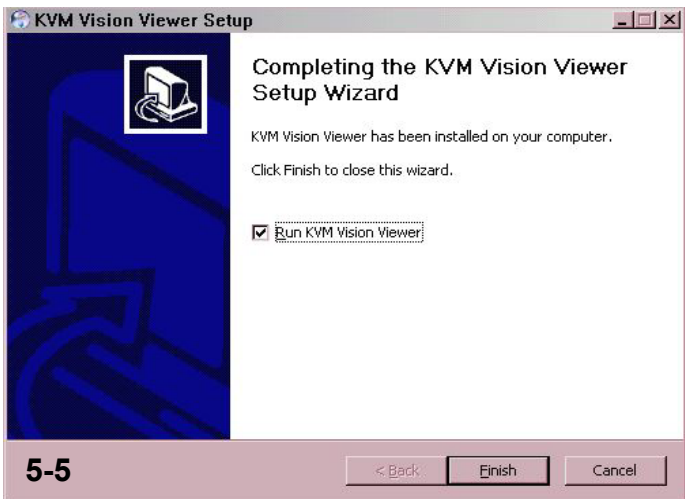 KVM Vision Viewer Setup
Completing the KVM Vision Viewer
Setup Wizard
KVM Vision Viewer has been installed on your computer.
Click Finish to close this wizard.
Run KVM Vision Viewer
5-5
< Back
Finish
Cancel